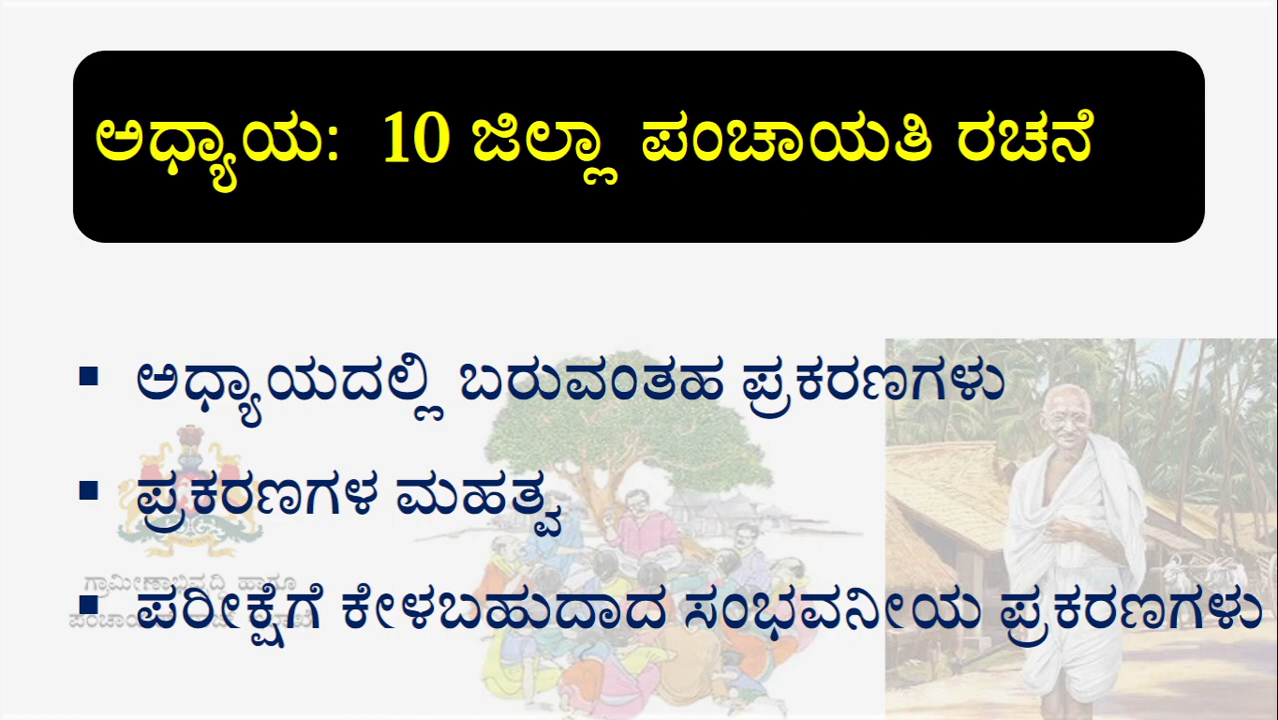 ಅಧ್ಯಾಯ: 10 ಜಿಲ್ಲಾ ಪಂಚಾಯತಿ ರಚನೆ
▪ ಅಧ್ಯಾಯದಲ್ಲಿ ಬರುವಂತಹ ಪ್ರಕರಣಗಳು
▪ ಪ್ರಕರಣಗಳ ಮಹತ್ವ
ಗ್ರಾಮೀಣಾಭಿವೃದ್ಧಿ ಹಾಗೂ
▪ ಪರೀಕ್ಷೆಗೆ ಕೇಳಬಹುದಾದ ಸಂಭವನೀಯ ಪ್ರಕರಣಗಳು